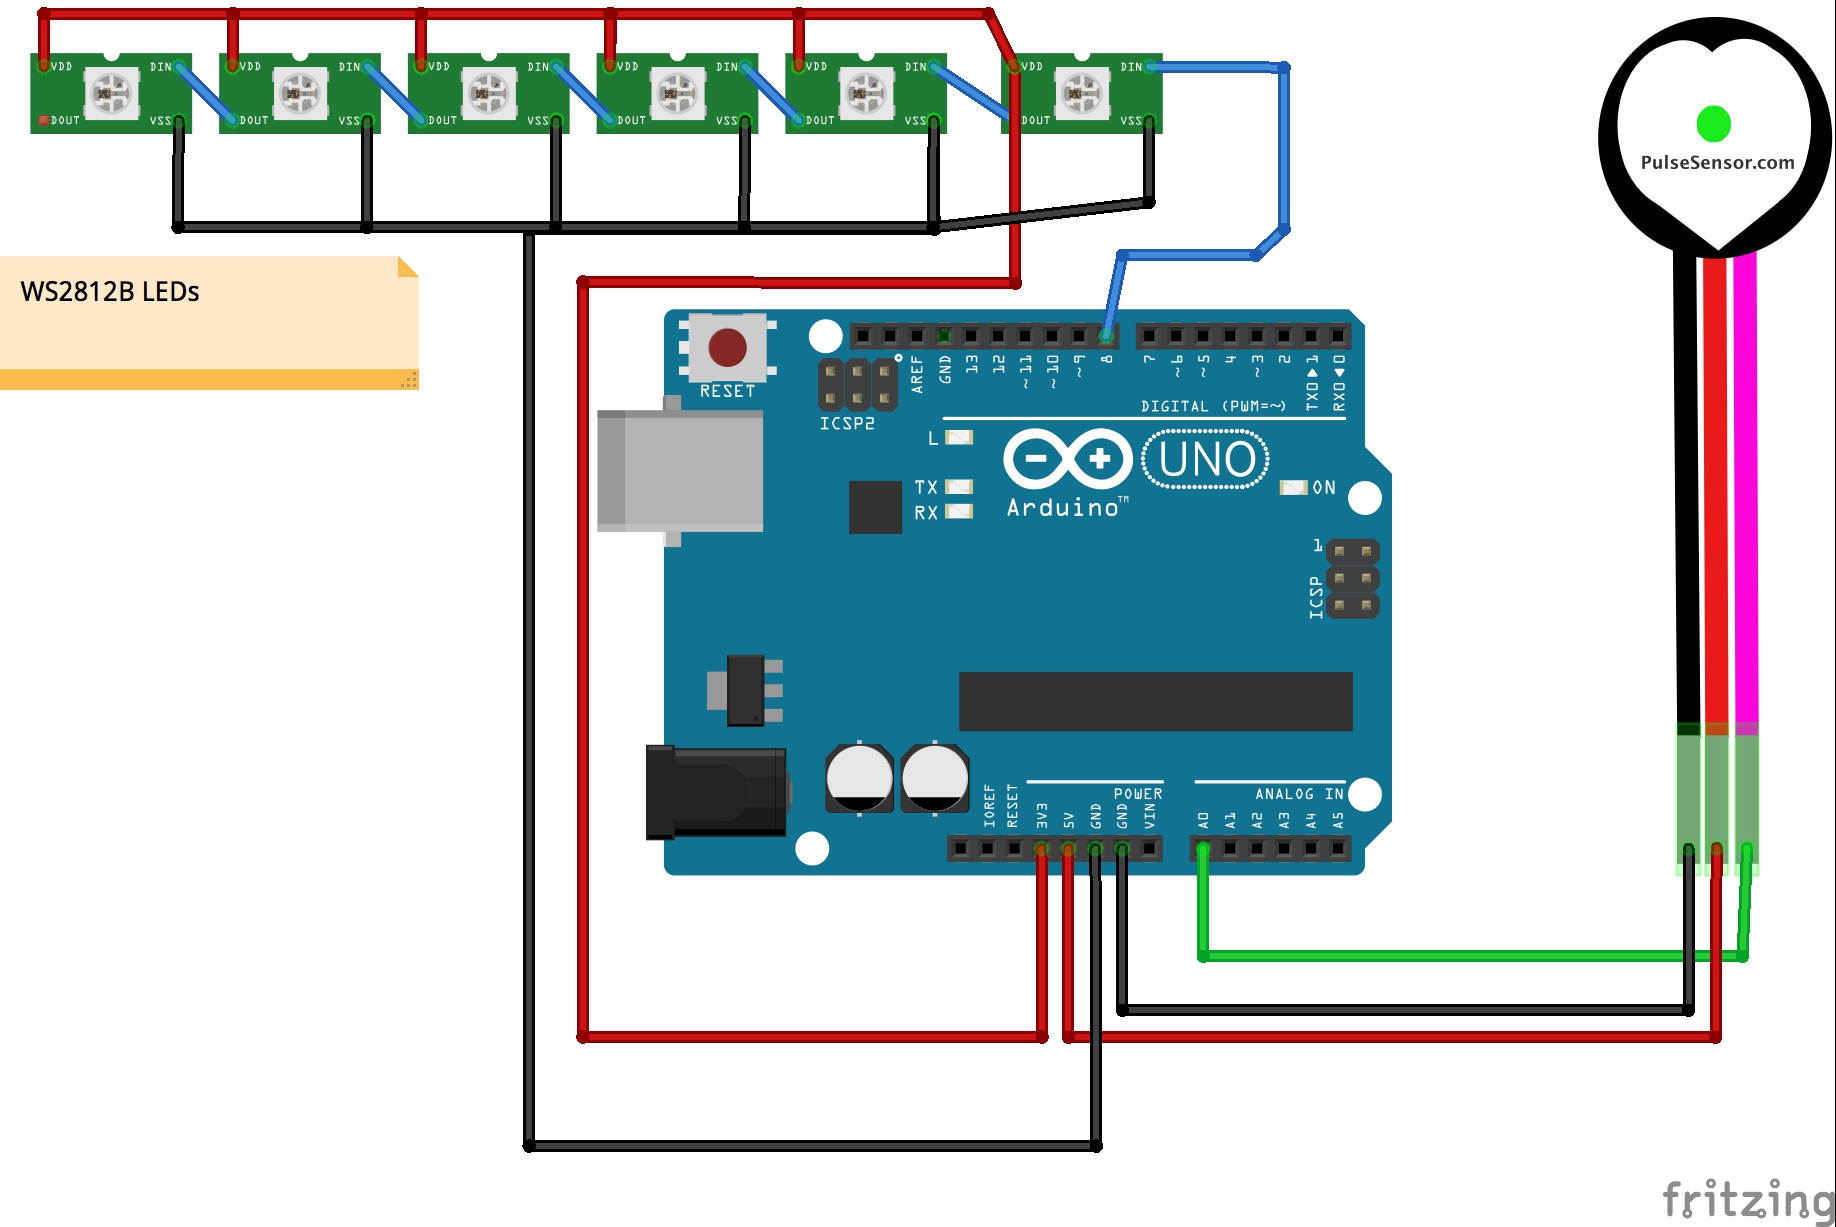 VDD DIN VDD DIN VDD DIN VDD DIN VDD DIN VDD DIN
DOUT VSS DOUT VSS DOUT VSS DOUT VSS DOUT VSS DOUT VSS
PulseSensor.com
WS2812B LEDs
RESET
ICSP2
AREF
GND
13
12
~11
~10
~9
8
7
~6
~5
4
~3
2
TX0▶1
RX0◀0
DIGITAL (PWM=~)
L
TX
RX
Arduino™
UNO
ON
1
ICSP
POWER
ANALOG IN
IOREF
RESET
3V3
5V
GND
GND
VIN
A0
A1
A2
A3
A4
A5
fritzing